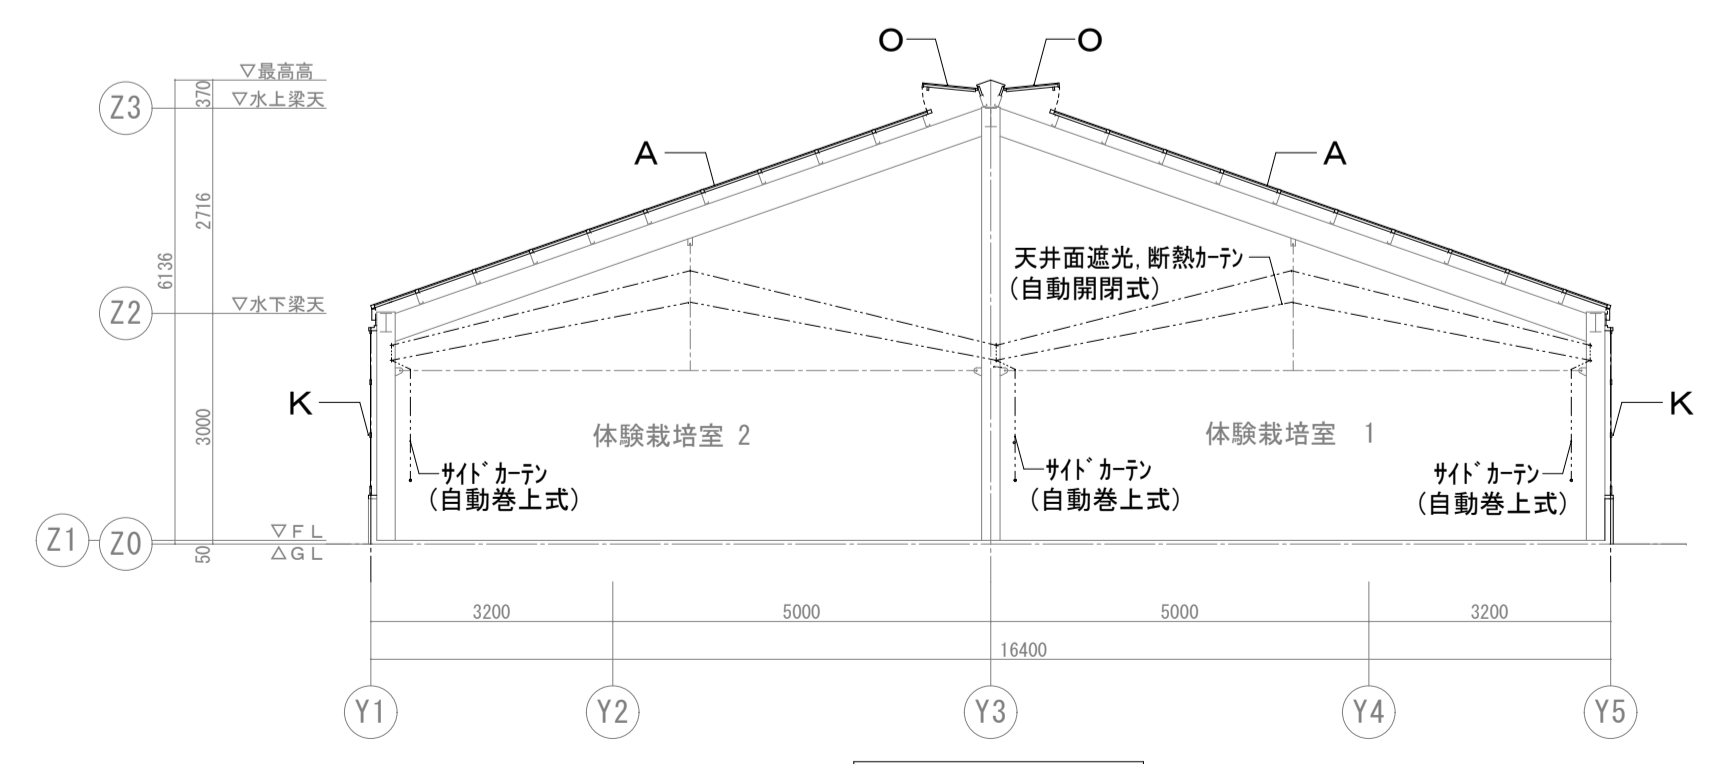 O
O
▽最高高
370
Z3
▽水上梁天
A
A
2716
天井面遮光,断熱ｶｰﾃﾝ
(自動開閉式)
6136
Z2
▽水下梁天
K
K
3000
体験栽培室 2
体験栽培室 1
ｻｲﾄﾞｶｰﾃﾝ
(自動巻上式)
ｻｲﾄﾞｶｰﾃﾝ
(自動巻上式)
ｻｲﾄﾞｶｰﾃﾝ
(自動巻上式)
Z1
Z0
▽ＦＬ
50
△ＧＬ
3200
5000
5000
3200
16400
Y1
Y2
Y3
Y4
Y5